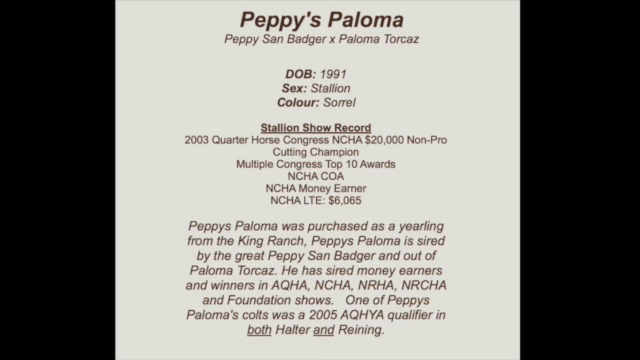 Peppy's Paloma
Peppy San Badger x Paloma Torcaz
DOB: 1991
Sex: Stallion
Colour: Sorrel
Stallion Show Record
2003 Quarter Horse Congress NCHA $20,000 Non-Pro
Cutting Champion
Multiple Congress Top 10 Awards
NCHA COA
NCHA Money Earner
NCHA LTE: $6,065
Peppys Paloma was purchased as a yearling
from the King Ranch, Peppys Paloma is sired
by the great Peppy San Badger and out of
Paloma Torcaz. He has sired money earners
and winners in AQHA, NCHA, NRHA, NRCHA
and Foundation shows. One of Peppys
Paloma's colts was a 2005 AQHYA qualifier in
both Halter and Reining.